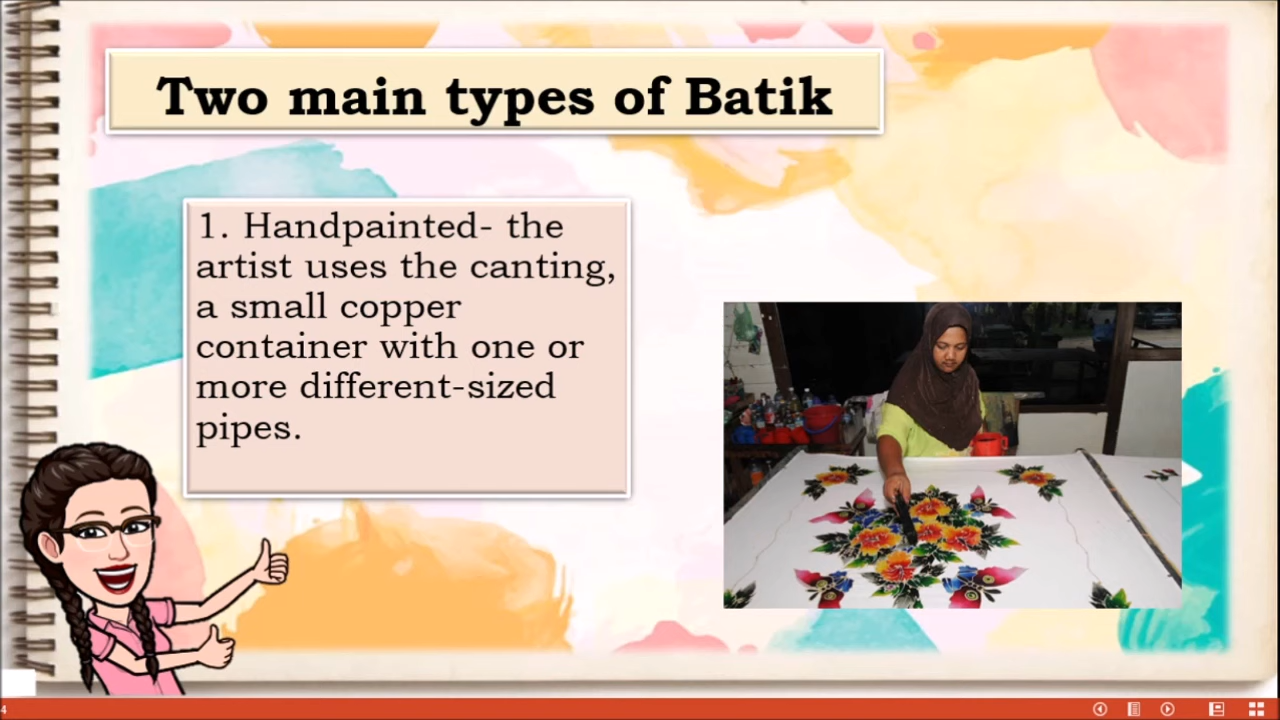 Two main types of Batik
1. Handpainted- the
artist uses the canting,
a small copper
container with one or
more different-sized
pipes.
4